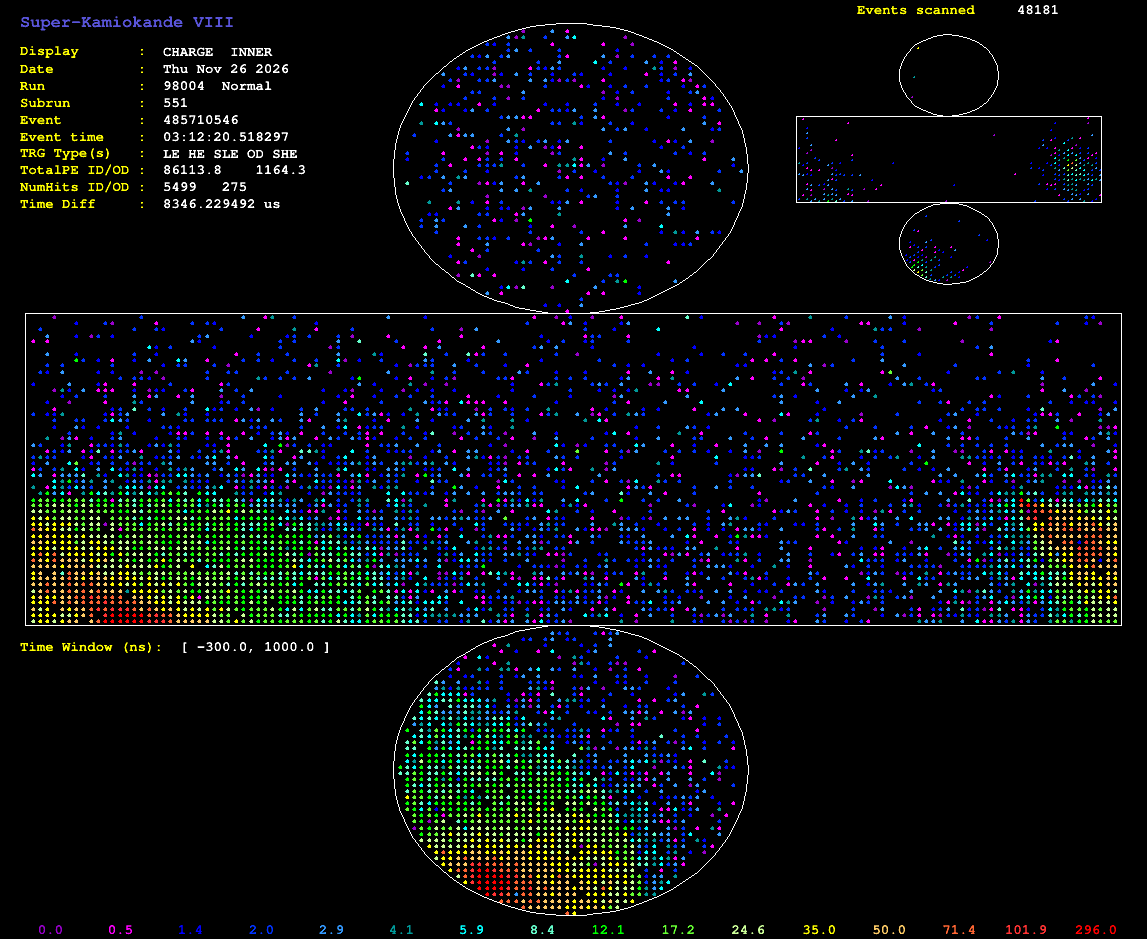 Super-Kamiokande VIII
Events scanned 48181
Display : CHARGE INNER
Date : Thu Nov 26 2026
Run : 98004 Normal
Subrun : 551
Event : 485710546
Event time : 03:12:20.518297
TRG Type(s) : LE HE SLE OD SHE
TotalPE ID/OD : 86113.8 1164.3
NumHits ID/OD : 5499 275
Time Diff : 8346.229492 us
Time Window (ns): [ -300.0, 1000.0 ]
0.0 0.5 1.4 2.0 2.9 4.1 5.9 8.4 12.1 17.2 24.6 35.0 50.0 71.4 101.9 296.0